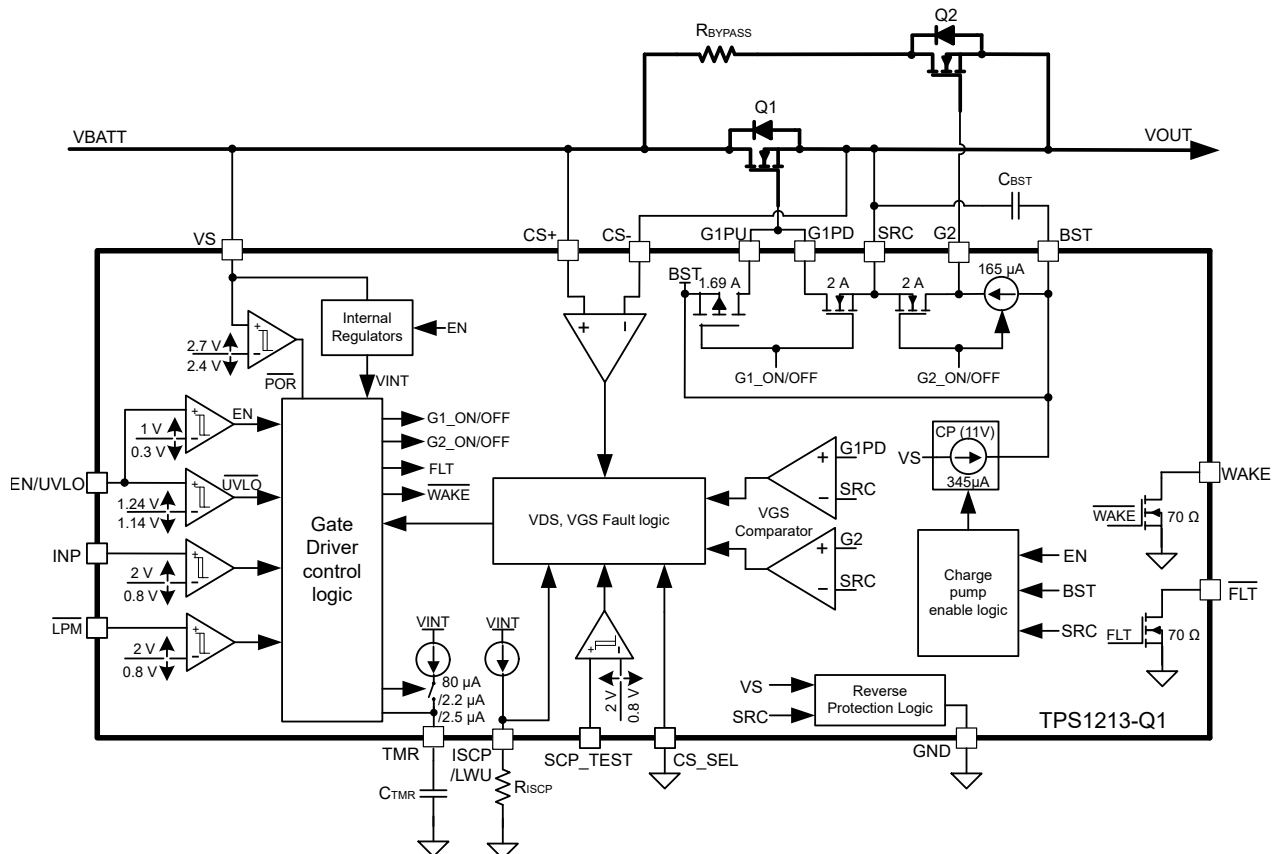 Q2
RBYPASS
Q1
VBATT
VOUT
CBST
VS
CS+
CS-
G1PU
G1PD
SRC
G2
BST
BST
1.69 A
2 A
2 A
165 µA
Internal
Regulators
EN
+
-
2.7 V
2.4 V
POR
VINT
+
-
G1_ON/OFF
G2_ON/OFF
EN
+
-
1 V
0.3 V
G1_ON/OFF
G2_ON/OFF
FLT
WAKE
CP (11V)
VS
345µA
EN/UVLO
UVLO
+
-
1.24 V
1.14 V
Gate
Driver
control
logic
VDS, VGS Fault logic
+
-
G1PD
SRC
VGS
Comparator
+
-
G2
SRC
WAKE
WAKE
70 Ω
INP
+
-
2 V
0.8 V
Charge
pump
enable logic
EN
BST
SRC
FLT
FLT
70 Ω
LPM
+
-
2 V
0.8 V
VINT
VINT
80 µA
/2.2 µA
/2.5 µA
+
-
2 V
0.8 V
VS
SRC
Reverse
Protection Logic
TPS1213-Q1
TMR
ISCP
/LWU
SCP_TEST
CS_SEL
GND
CTMR
RISCP